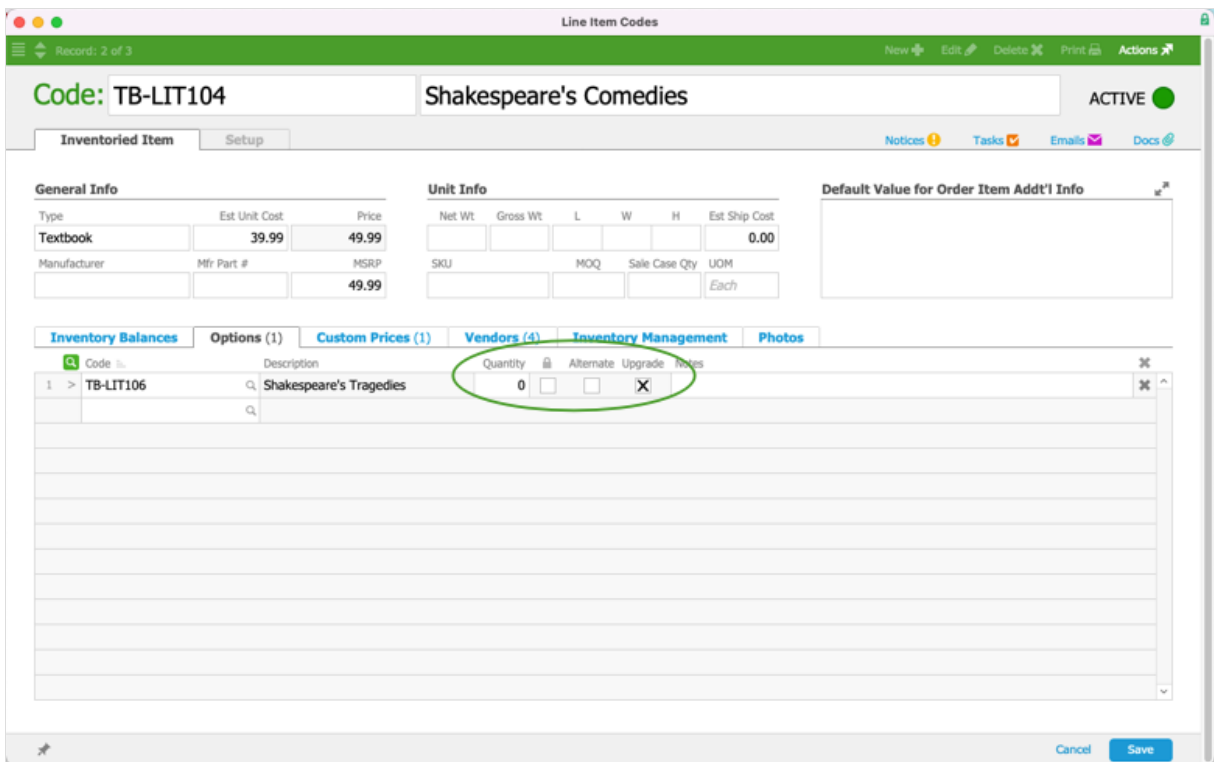 Line Item Codes
Record: 2 of 3 New Edit Delete Print Actions
Code: TB-LIT104 Shakespeare's Comedies ACTIVE
Inventoried Item Setup Notices Tasks Emails Docs
General Info Unit Info Default Value for Order Item Addt'l Info
Type Est Unit Cost Price Net Wt Gross Wt L W H Est Ship Cost
Textbook 39.99 49.99 0.00
Manufacturer Mfr Part # MSRP SKU MOQ Sale Case Qty UOM
49.99 Each
Inventory Balances Options (1) Custom Prices (1) Vendors (4) Inventory Management Photos
Code Description Quantity Alternate Upgrade Notes
1 > TB-LIT106 Shakespeare's Tragedies 0
Cancel Save